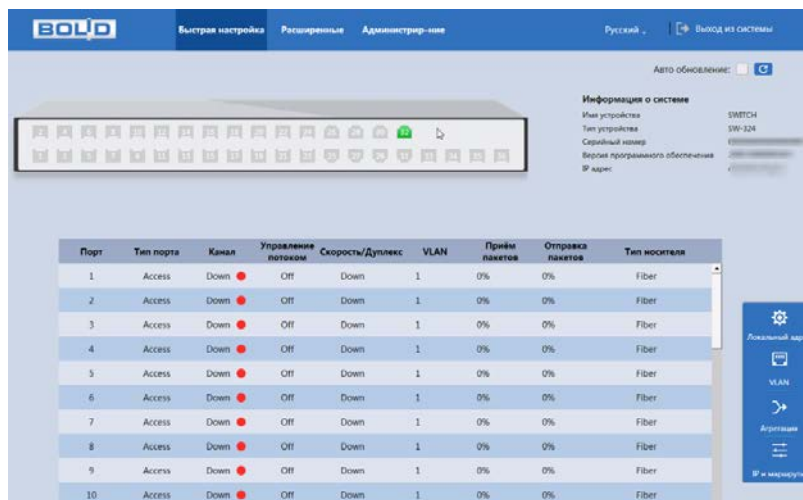 BOLID
Быстрая настройка Расширенные Администрир-ние Русский Выход из системы
Авто обновление:
Информация о системе
Имя устройства SWITCH
Тип устройства SW-324
Серийный номер
Версия программного обеспечения
IP адрес
Порт Тип порта Канал Управление потоком Скорость/Дуплекс VLAN Приём пакетов Отправка пакетов Тип носителя
1 Access Down Off Down 1 0% 0% Fiber
2 Access Down Off Down 1 0% 0% Fiber
3 Access Down Off Down 1 0% 0% Fiber
4 Access Down Off Down 1 0% 0% Fiber
5 Access Down Off Down 1 0% 0% Fiber
6 Access Down Off Down 1 0% 0% Fiber
7 Access Down Off Down 1 0% 0% Fiber
8 Access Down Off Down 1 0% 0% Fiber
9 Access Down Off Down 1 0% 0% Fiber
10 Access Down Off Down 1 0% 0% Fiber
Локальный адр
VLAN
Агрегация
IP и маршрути